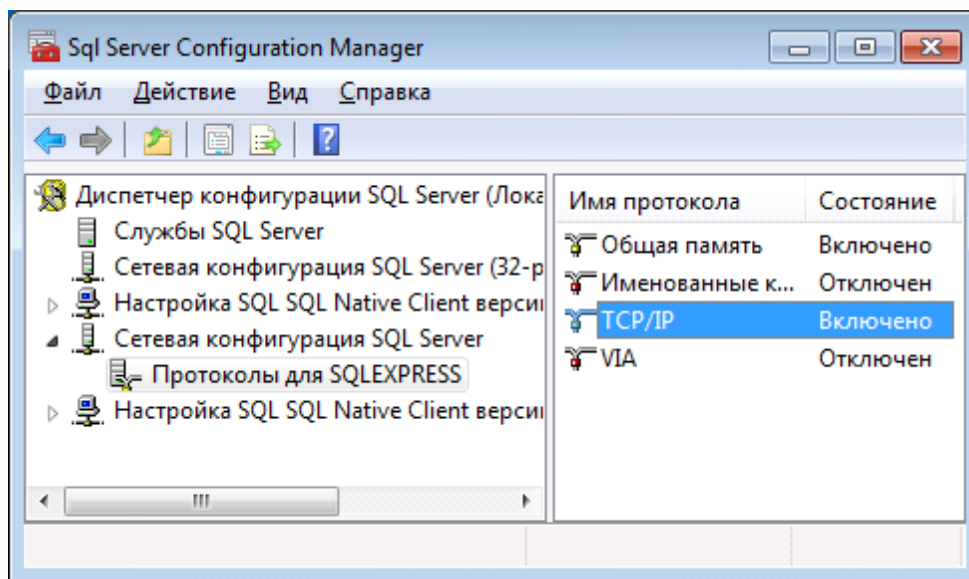 Sql Server Configuration Manager
Файл Действие Вид Справка
Диспетчер конфигурации SQL Server (Лока
Службы SQL Server
Сетевая конфигурация SQL Server (32-р
Настройка SQL SQL Native Client верси
Сетевая конфигурация SQL Server
Протоколы для SQLEXPRESS
Настройка SQL SQL Native Client верси
Имя протокола Состояние
Общая память Включено
Именованные к... Отключен
TCP/IP Включено
VIA Отключен